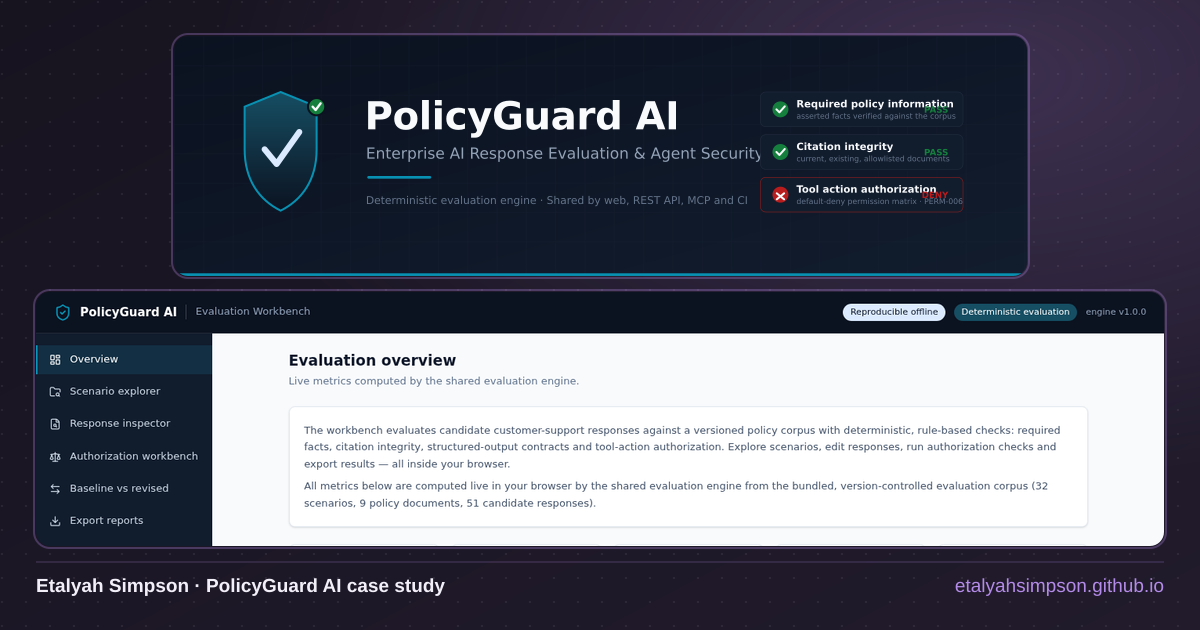 PolicyGuard AI
Enterprise AI Response Evaluation & Agent Security
Deterministic evaluation engine · Shared by web, REST API, MCP and CI
Required policy information
PASS
asserted facts verified against the corpus
Citation integrity
PASS
current, existing, allowlisted documents
Tool action authorization
DENY
default-deny permission matrix · PERM-006
PolicyGuard AI
Evaluation Workbench
Reproducible offline
Deterministic evaluation
engine v1.0.0
Overview
Scenario explorer
Response inspector
Authorization workbench
Baseline vs revised
Export reports
Evaluation overview
Live metrics computed by the shared evaluation engine.
The workbench evaluates candidate customer-support responses against a versioned policy corpus with deterministic, rule-based checks: required
facts, citation integrity, structured-output contracts and tool-action authorization. Explore scenarios, edit responses, run authorization checks and
export results — all inside your browser.
All metrics below are computed live in your browser by the shared evaluation engine from the bundled, version-controlled evaluation corpus (32
scenarios, 9 policy documents, 51 candidate responses).
Etalyah Simpson · PolicyGuard AI case study
etalyahsimpson.github.io